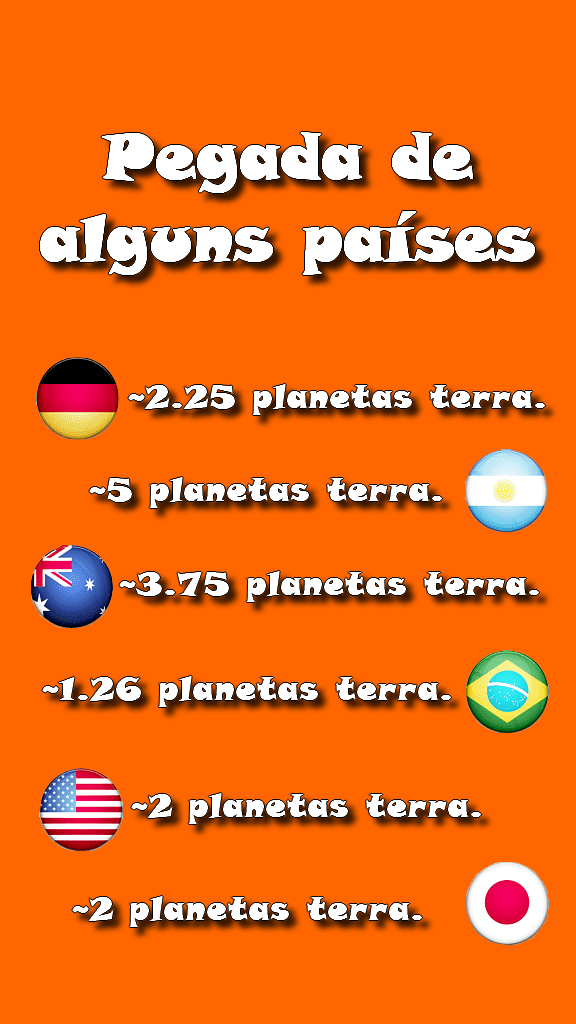 Pegada de
alguns países
~2.25 planetas terra.
~5 planetas terra.
~3.75 planetas terra.
~1.26 planetas terra.
~2 planetas terra.
~2 planetas terra.